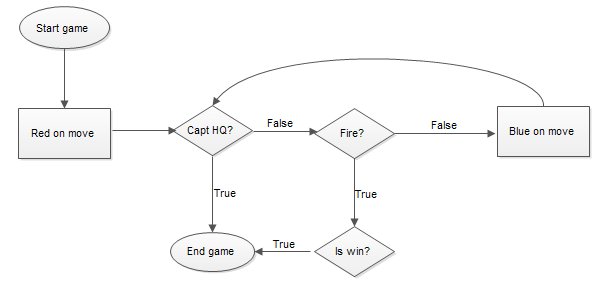 Start game
Red on move
Capt HQ?
False
Fire?
False
Blue on move
True
True
End game
True
Is win?